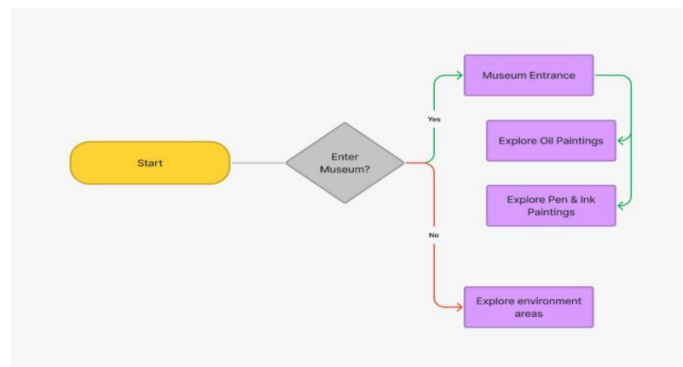 Start
Enter
Museum?
Yes
Museum Entrance
Explore Oil Paintings
Explore Pen & Ink
Paintings
No
Explore environment
areas